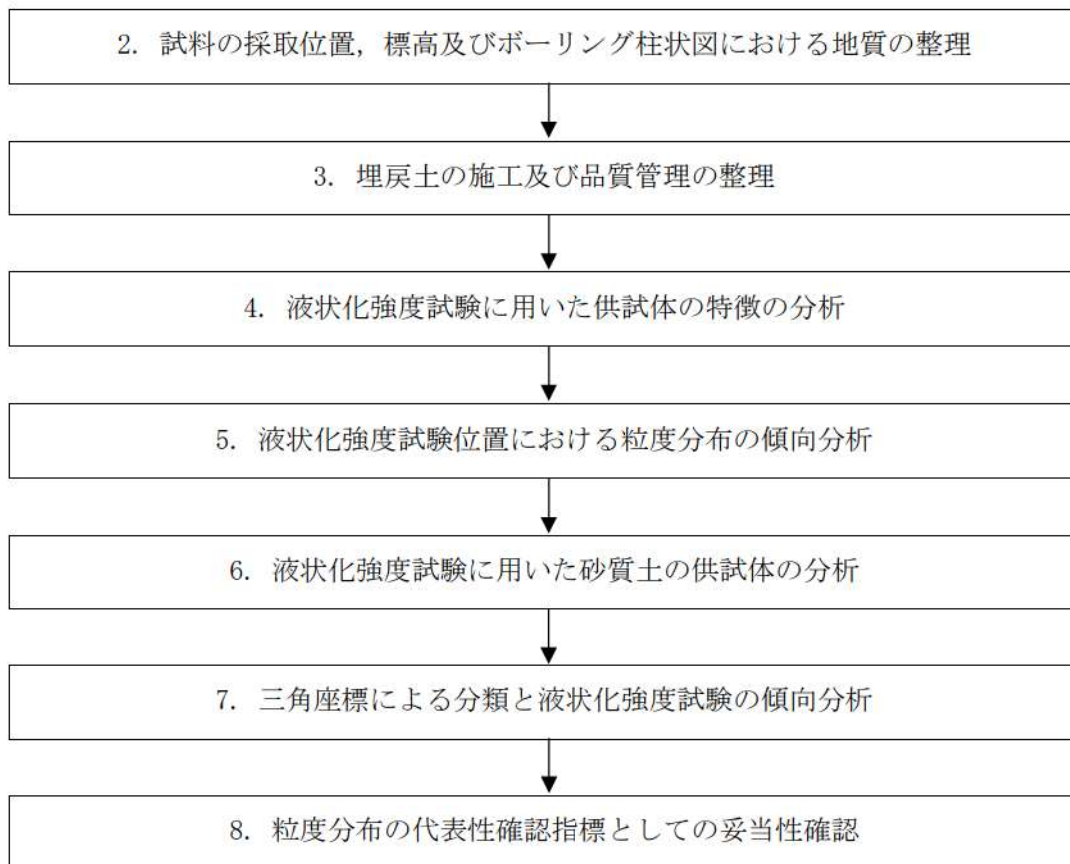 2. 試料の採取位置，標高及びボーリング柱状図における地質の整理
3. 埋戻土の施工及び品質管理の整理
4. 液状化強度試験に用いた供試体の特徴の分析
5. 液状化強度試験位置における粒度分布の傾向分析
6. 液状化強度試験に用いた砂質土の供試体の分析
7. 三角座標による分類と液状化強度試験の傾向分析
8. 粒度分布の代表性確認指標としての妥当性確認